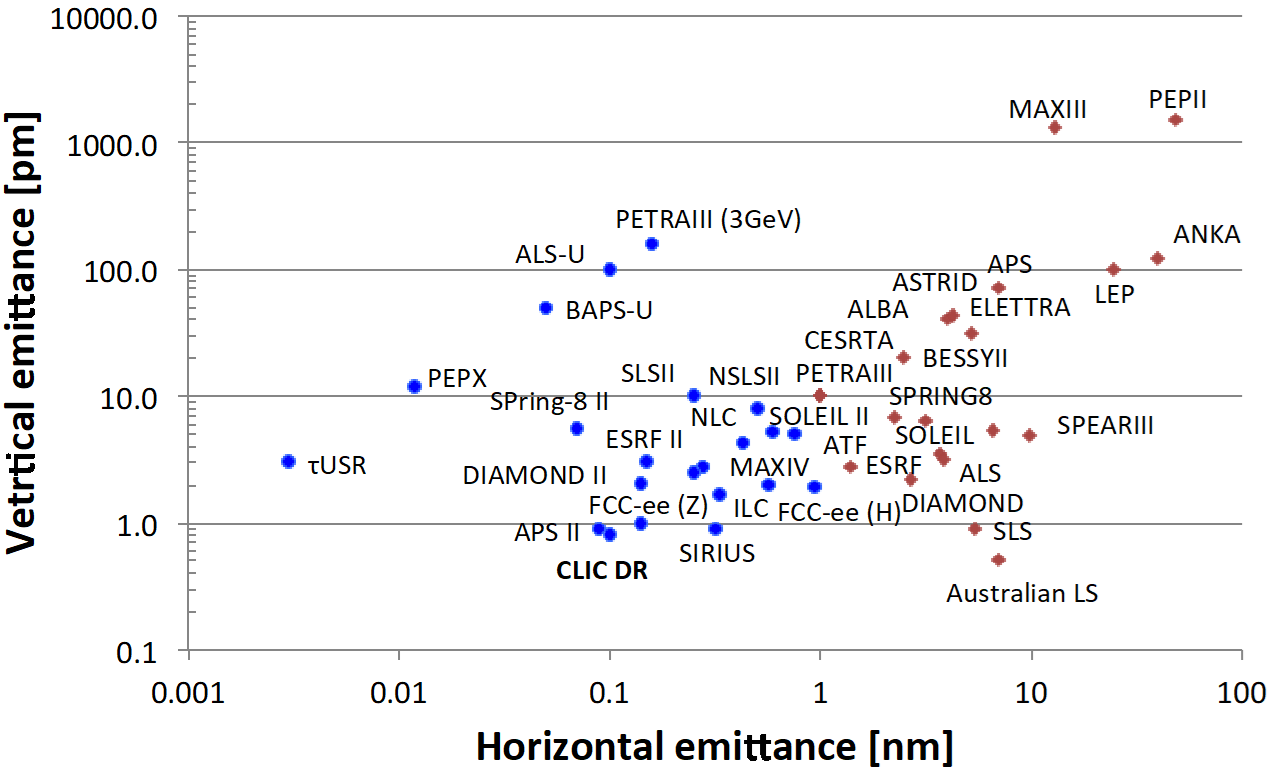 10000.0
1000.0
100.0
10.0
1.0
0.1
Vetrtical emittance [pm]
MAXIII
PEPII
PETRAIII (3GeV)
ANKA
ALS-U
APS
ASTRID
LEP
BAPS-U
ALBA
ELETTRA
CESRTA
BESSYII
PEPX
SLSII
NSLSII
PETRAIII
SPring-8 II
SPRING8
NLC
SOLEIL II
SPEARIII
ESRF II
SOLEIL
ATF
τUSR
DIAMOND II
MAXIV
ESRF
ALS
FCC-ee (Z)
ILC
FCC-ee (H)
DIAMOND
APS II
SIRIUS
SLS
CLIC DR
Australian LS
0.001
0.01
0.1
1
10
100
Horizontal emittance [nm]